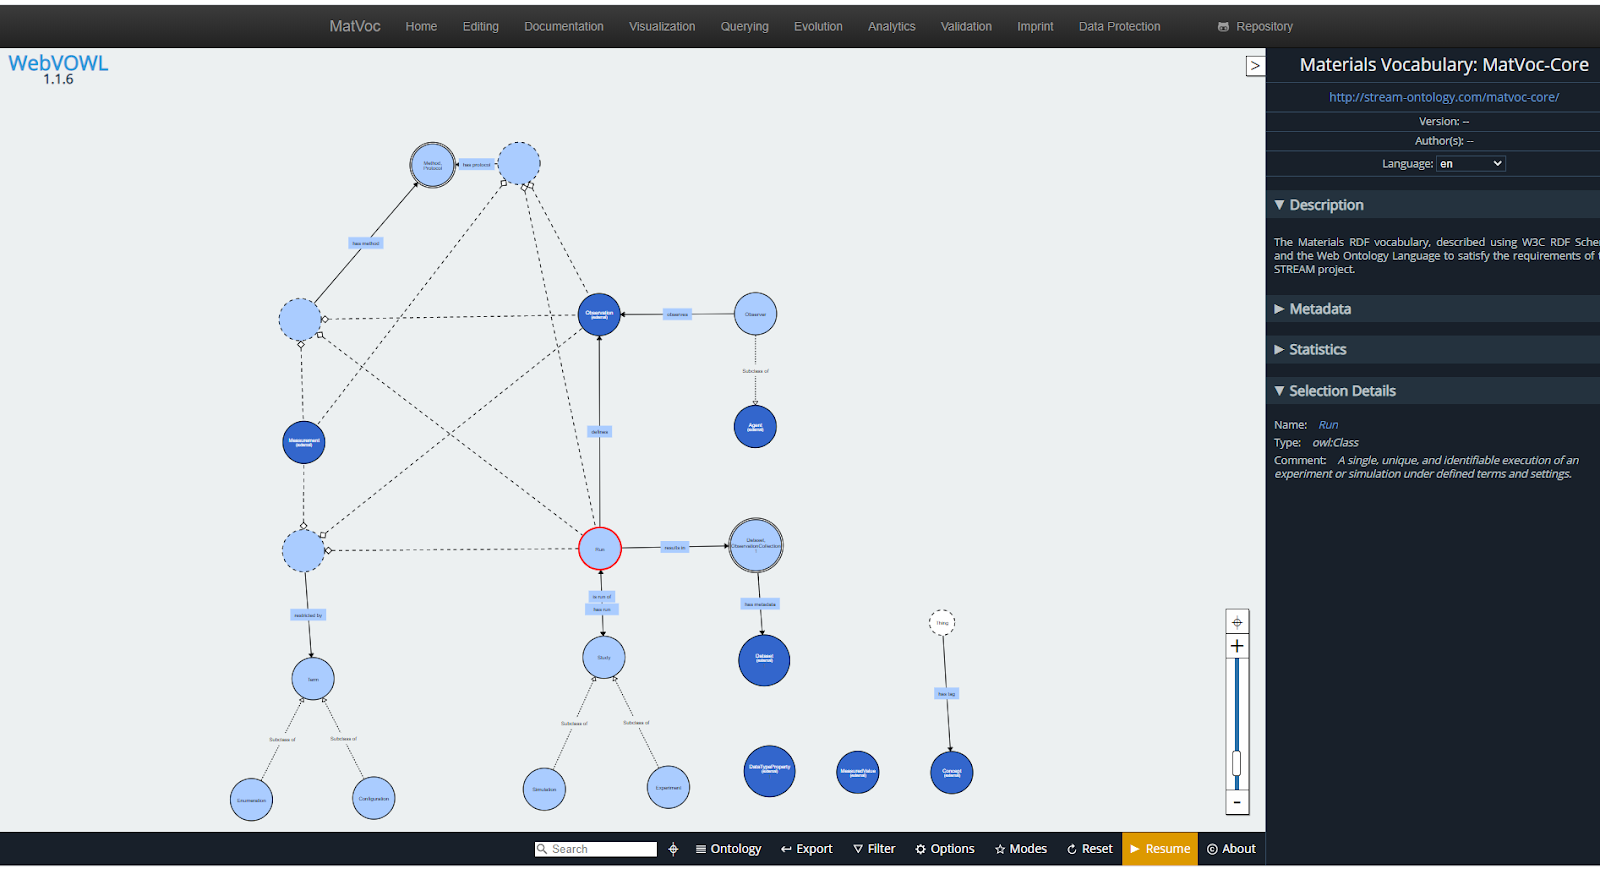 MatVoc Home Editing Documentation Visualization Querying Evolution Analytics Validation Imprint Data Protection Repository
WebVOWL
1.1.6
>
Materials Vocabulary: MatVoc-Core
http://stream-ontology.com/matvoc-core/
Version: --
Author(s): --
Language: en
▼ Description
The Materials RDF vocabulary, described using W3C RDF Sche
and the Web Ontology Language to satisfy the requirements of
STREAM project.
▶ Metadata
▶ Statistics
▼ Selection Details
Name: Run
Type: owl:Class
Comment: A single, unique, and identifiable execution of an
experiment or simulation under defined terms and settings.
Method,
Protocol
has protocol
has method
Observation
(external)
observes
Observer
Subclass of
Agent
(external)
Measurement
(external)
defines
Run
results in
Dataset,
ObservationCollection
is run of
has run
has metadata
restricted by
Thing
Study
Dataset
(external)
Term
has tag
Subclass of
Subclass of
Subclass of
Subclass of
DataTypeProperty
(external)
MeasuredValue
(external)
Concept
(external)
Enumeration
Configuration
Simulation
Experiment
+
-
Search Ontology Export Filter Options Modes Reset Resume About